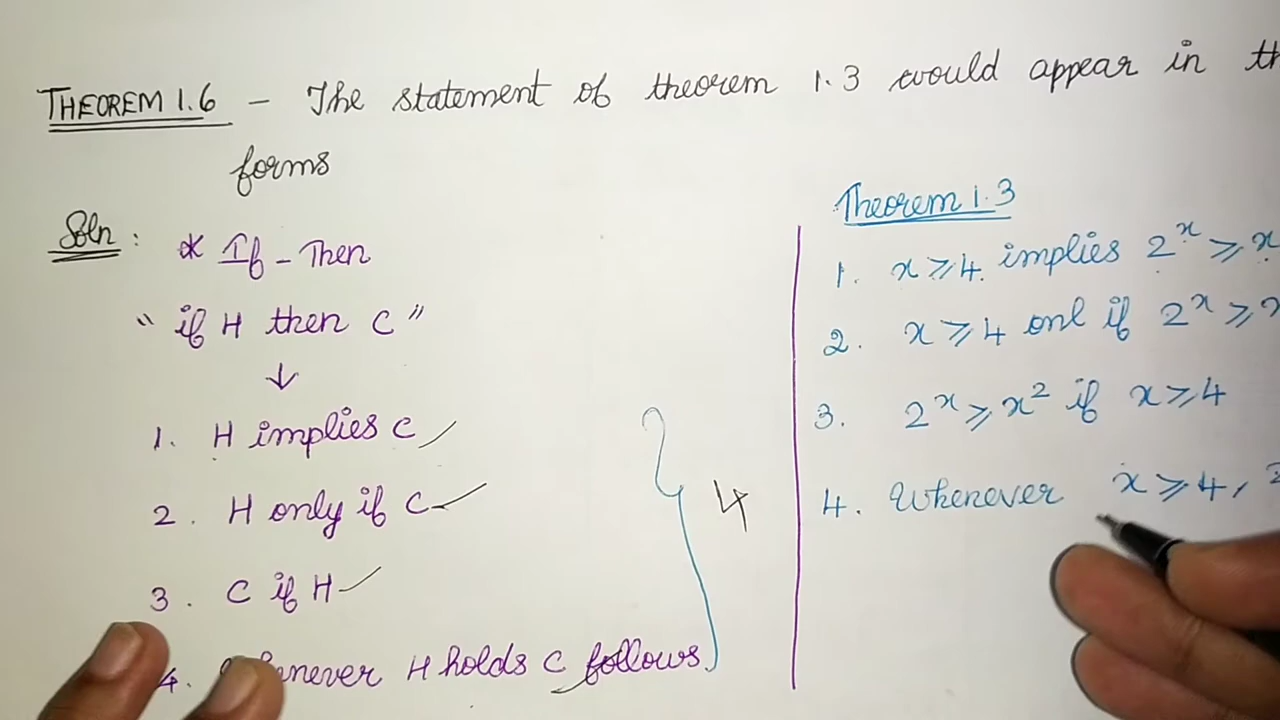 THEOREM 1.6 - The statement of theorem 1.3 would appear in th
forms
Soln :
* If - Then
" if H then C "
↓
1. H implies C
2. H only if C
3. C if H
4. Whenever H holds C follows.
4
Theorem 1.3
1. x ≥ 4 implies 2^x ≥ x
2. x ≥ 4 onl if 2^x ≥ x
3. 2^x ≥ x^2 if x ≥ 4
4. Whenever x ≥ 4, 2